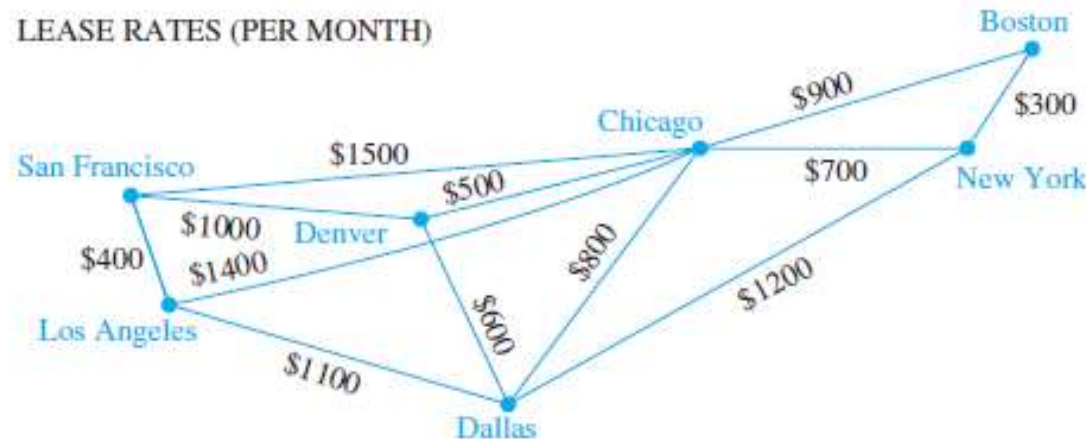 LEASE RATES (PER MONTH)
Boston
$900
$300
Chicago
San Francisco
$1500
$500
$700
New York
$1000
Denver
$400
$1400
$800
$1200
Los Angeles
$600
$1100
Dallas